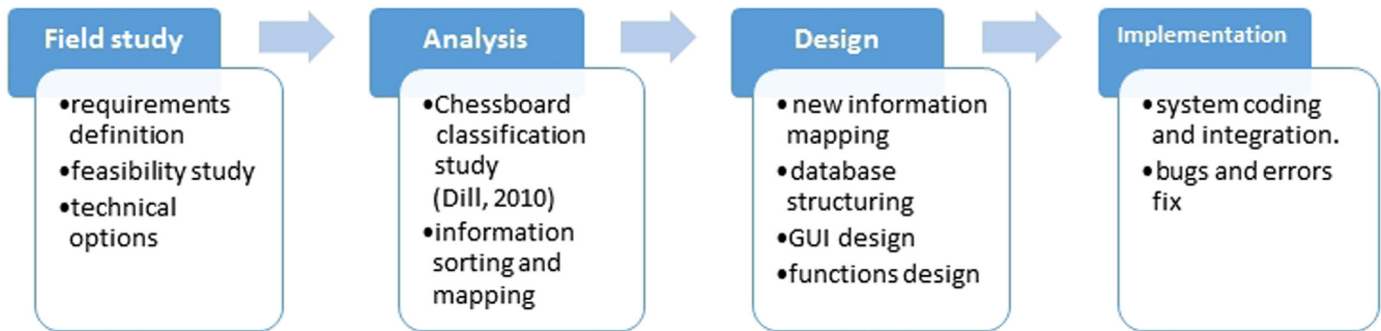 Field study
•requirements
definition
•feasibility study
•technical
options
Analysis
•Chessboard
classification
study
(Dill, 2010)
•information
sorting and
mapping
Design
•new information
mapping
•database
structuring
•GUI design
•functions design
Implementation
•system coding
and integration.
•bugs and errors
fix